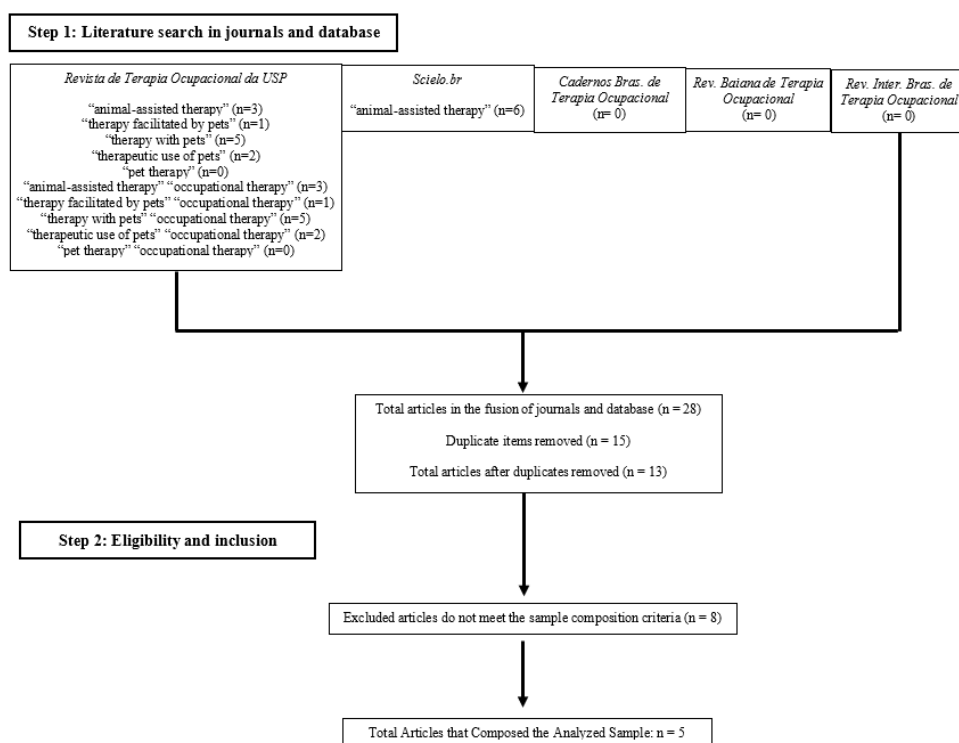 Step 1: Literature search in journals and database
Revista de Terapia Ocupacional da USP
“animal-assisted therapy” (n=3)
“therapy facilitated by pets” (n=1)
“therapy with pets” (n=5)
“therapeutic use of pets” (n=2)
“pet therapy” (n=0)
“animal-assisted therapy” “occupational therapy” (n=3)
“therapy facilitated by pets” “occupational therapy” (n=1)
“therapy with pets” “occupational therapy” (n=5)
“therapeutic use of pets” “occupational therapy” (n=2)
“pet therapy” “occupational therapy” (n=0)
Scielo.br
“animal-assisted therapy” (n=6)
Cadernos Bras. de
Terapia Ocupacional
(n= 0)
Rev. Baiana de Terapia
Ocupacional
(n= 0)
Rev. Inter. Bras. de
Terapia Ocupacional
(n= 0)
Total articles in the fusion of journals and database (n = 28)
Duplicate items removed (n = 15)
Total articles after duplicates removed (n = 13)
Step 2: Eligibility and inclusion
Excluded articles do not meet the sample composition criteria (n = 8)
Total Articles that Composed the Analyzed Sample: n = 5